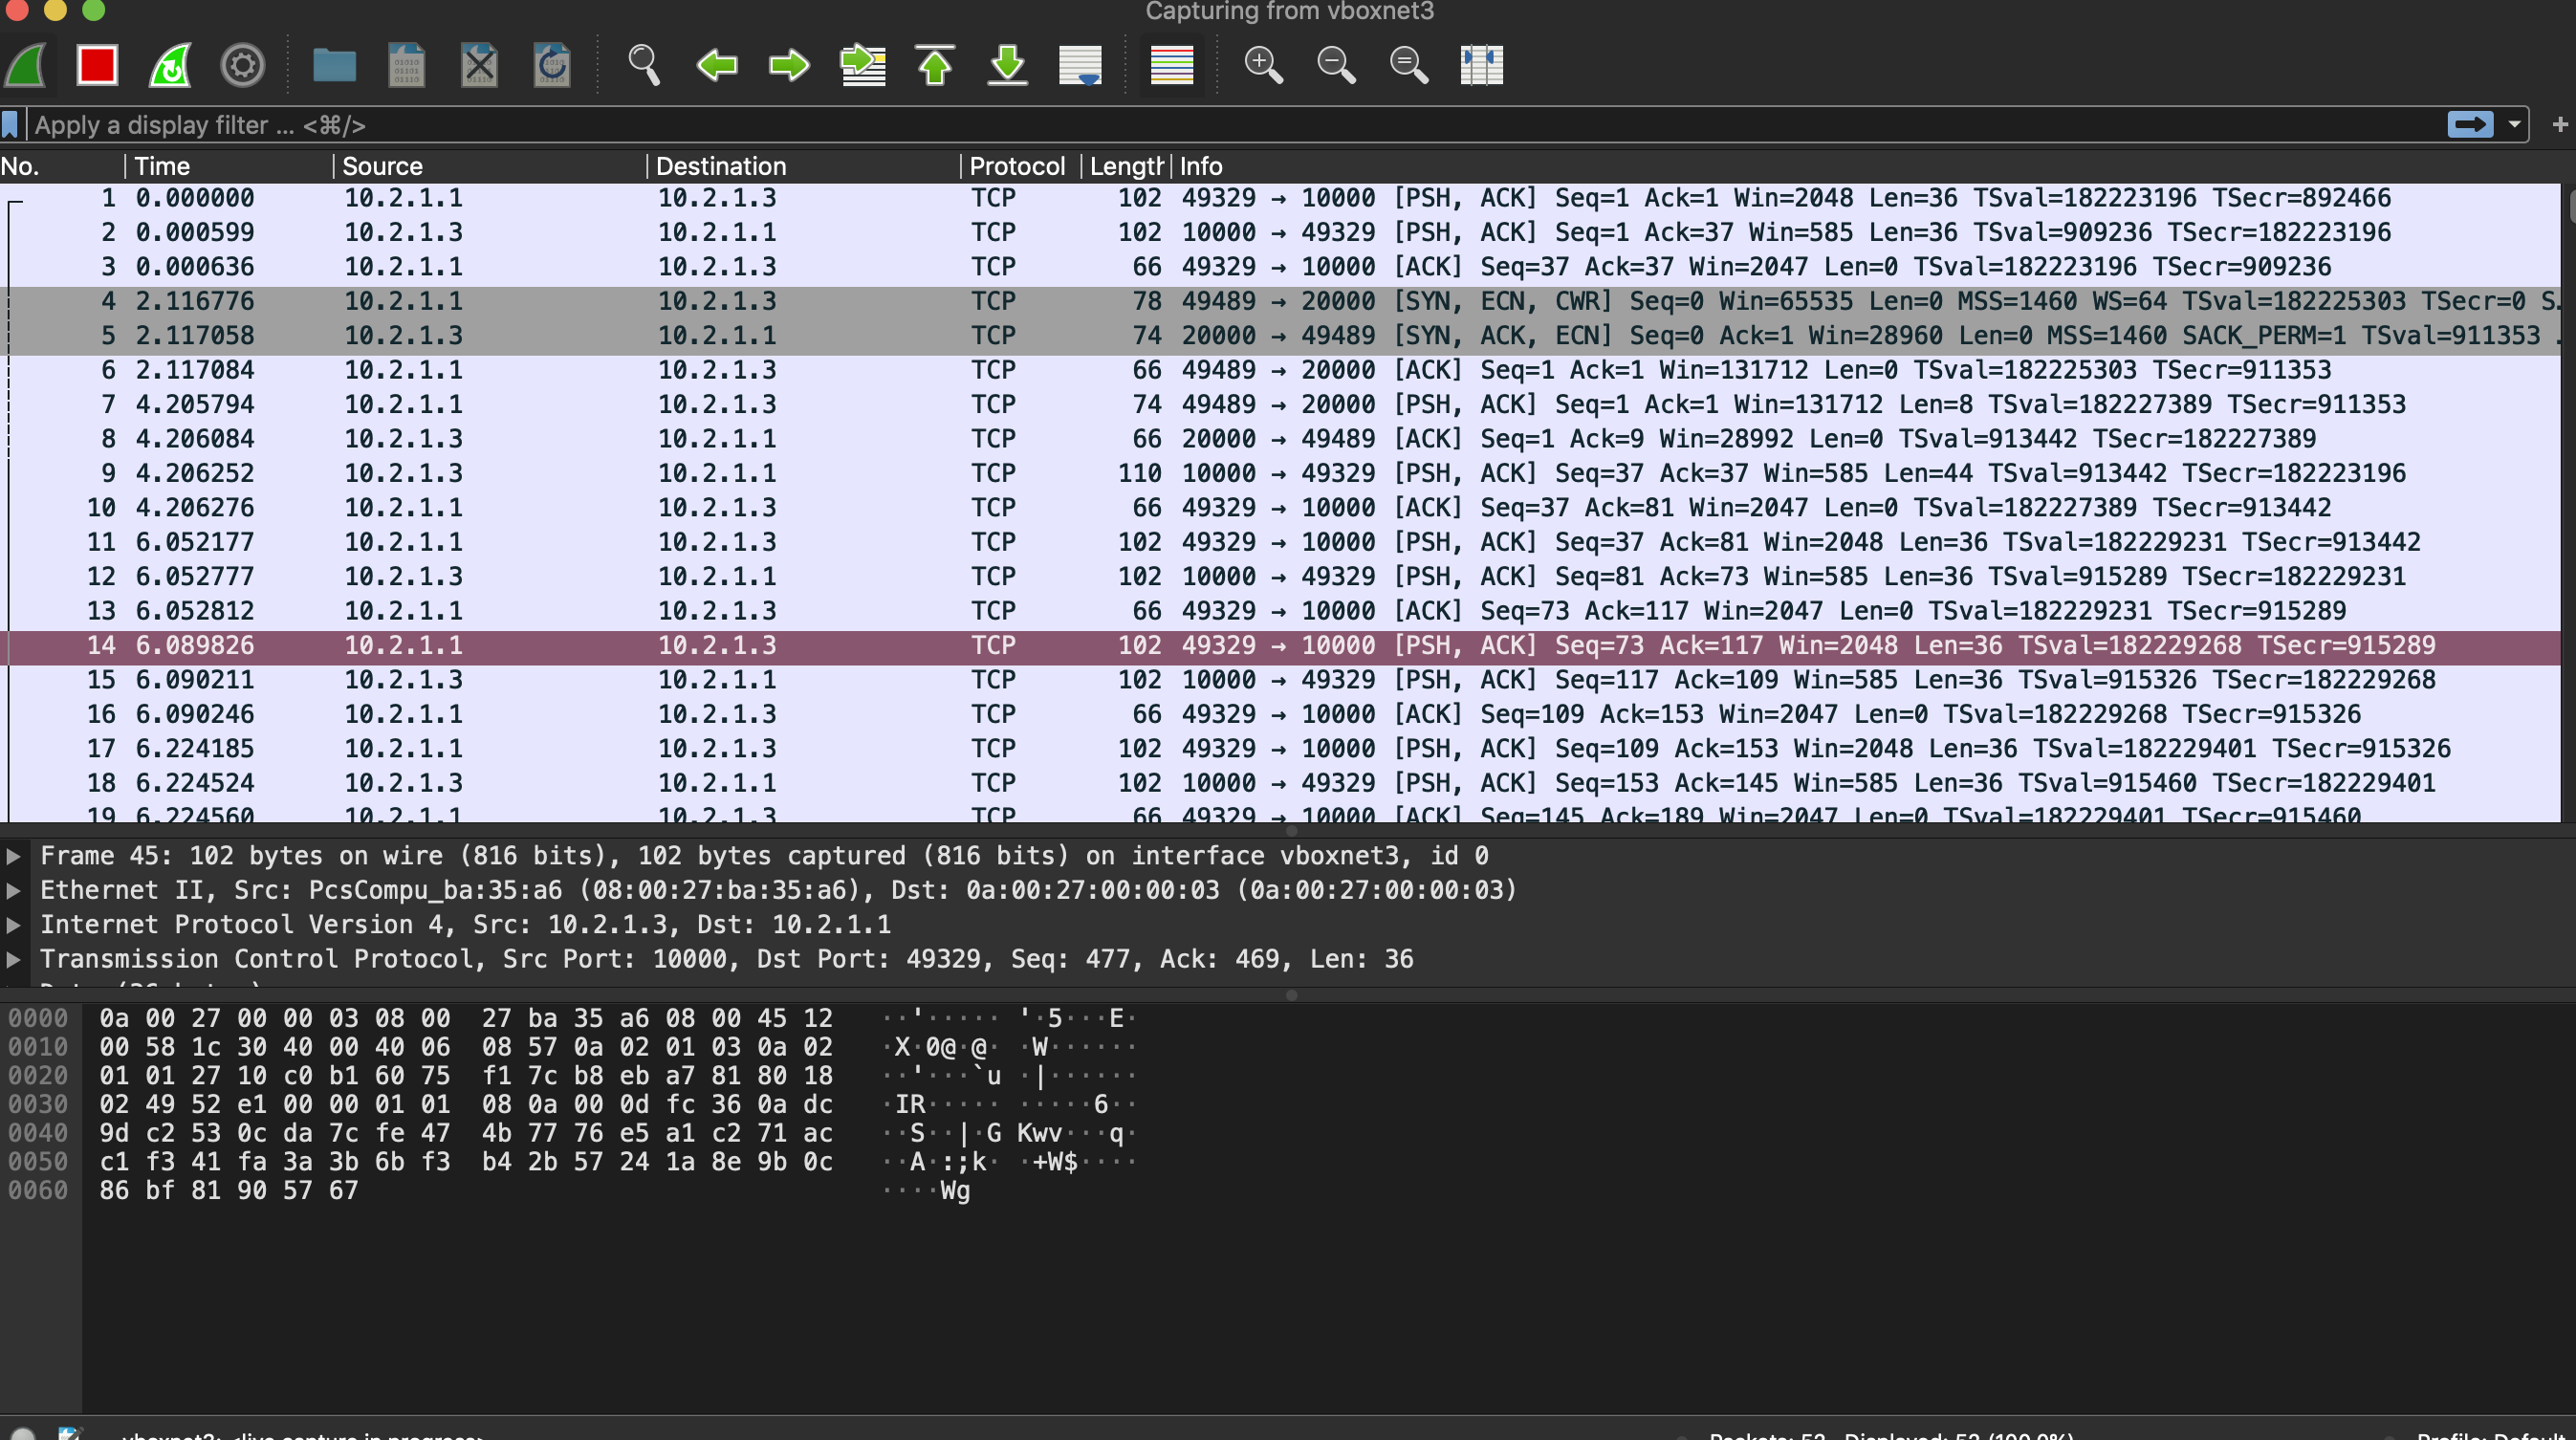 Capturing from vboxnet3
Apply a display filter ... <⌘/>
No. Time Source Destination Protocol Length Info
1 0.000000 10.2.1.1 10.2.1.3 TCP 102 49329 → 10000 [PSH, ACK] Seq=1 Ack=1 Win=2048 Len=36 TSval=182223196 TSecr=892466
2 0.000599 10.2.1.3 10.2.1.1 TCP 102 10000 → 49329 [PSH, ACK] Seq=1 Ack=37 Win=585 Len=36 TSval=909236 TSecr=182223196
3 0.000636 10.2.1.1 10.2.1.3 TCP 66 49329 → 10000 [ACK] Seq=37 Ack=37 Win=2047 Len=0 TSval=182223196 TSecr=909236
4 2.116776 10.2.1.1 10.2.1.3 TCP 78 49489 → 20000 [SYN, ECN, CWR] Seq=0 Win=65535 Len=0 MSS=1460 WS=64 TSval=182225303 TSecr=0 S.
5 2.117058 10.2.1.3 10.2.1.1 TCP 74 20000 → 49489 [SYN, ACK, ECN] Seq=0 Ack=1 Win=28960 Len=0 MSS=1460 SACK_PERM=1 TSval=911353 .
6 2.117084 10.2.1.1 10.2.1.3 TCP 66 49489 → 20000 [ACK] Seq=1 Ack=1 Win=131712 Len=0 TSval=182225303 TSecr=911353
7 4.205794 10.2.1.1 10.2.1.3 TCP 74 49489 → 20000 [PSH, ACK] Seq=1 Ack=1 Win=131712 Len=8 TSval=182227389 TSecr=911353
8 4.206084 10.2.1.3 10.2.1.1 TCP 66 20000 → 49489 [ACK] Seq=1 Ack=9 Win=28992 Len=0 TSval=913442 TSecr=182227389
9 4.206252 10.2.1.3 10.2.1.1 TCP 110 10000 → 49329 [PSH, ACK] Seq=37 Ack=37 Win=585 Len=44 TSval=913442 TSecr=182223196
10 4.206276 10.2.1.1 10.2.1.3 TCP 66 49329 → 10000 [ACK] Seq=37 Ack=81 Win=2047 Len=0 TSval=182227389 TSecr=913442
11 6.052177 10.2.1.1 10.2.1.3 TCP 102 49329 → 10000 [PSH, ACK] Seq=37 Ack=81 Win=2048 Len=36 TSval=182229231 TSecr=913442
12 6.052777 10.2.1.3 10.2.1.1 TCP 102 10000 → 49329 [PSH, ACK] Seq=81 Ack=73 Win=585 Len=36 TSval=915289 TSecr=182229231
13 6.052812 10.2.1.1 10.2.1.3 TCP 66 49329 → 10000 [ACK] Seq=73 Ack=117 Win=2047 Len=0 TSval=182229231 TSecr=915289
14 6.089826 10.2.1.1 10.2.1.3 TCP 102 49329 → 10000 [PSH, ACK] Seq=73 Ack=117 Win=2048 Len=36 TSval=182229268 TSecr=915289
15 6.090211 10.2.1.3 10.2.1.1 TCP 102 10000 → 49329 [PSH, ACK] Seq=117 Ack=109 Win=585 Len=36 TSval=915326 TSecr=182229268
16 6.090246 10.2.1.1 10.2.1.3 TCP 66 49329 → 10000 [ACK] Seq=109 Ack=153 Win=2047 Len=0 TSval=182229268 TSecr=915326
17 6.224185 10.2.1.1 10.2.1.3 TCP 102 49329 → 10000 [PSH, ACK] Seq=109 Ack=153 Win=2048 Len=36 TSval=182229401 TSecr=915326
18 6.224524 10.2.1.3 10.2.1.1 TCP 102 10000 → 49329 [PSH, ACK] Seq=153 Ack=145 Win=585 Len=36 TSval=915460 TSecr=182229401
19 6.224560 10.2.1.1 10.2.1.3 TCP 66 49329 → 10000 [ACK] Seq=145 Ack=189 Win=2047 Len=0 TSval=182229401 TSecr=915460
Frame 45: 102 bytes on wire (816 bits), 102 bytes captured (816 bits) on interface vboxnet3, id 0
Ethernet II, Src: PcsCompu_ba:35:a6 (08:00:27:ba:35:a6), Dst: 0a:00:27:00:00:03 (0a:00:27:00:00:03)
Internet Protocol Version 4, Src: 10.2.1.3, Dst: 10.2.1.1
Transmission Control Protocol, Src Port: 10000, Dst Port: 49329, Seq: 477, Ack: 469, Len: 36
Data (36 bytes)
0000 0a 00 27 00 00 03 08 00 27 ba 35 a6 08 00 45 12 ··'····· '·5···E·
0010 00 58 1c 30 40 00 40 06 08 57 0a 02 01 03 0a 02 ·X·0@·@· ·W······
0020 01 01 27 10 c0 b1 60 75 f1 7c b8 eb a7 81 80 18 ··'···`u ·|······
0030 02 49 52 e1 00 00 01 01 08 0a 00 0d fc 36 0a dc ·IR····· ·····6··
0040 9d c2 53 0c da 7c fe 47 4b 77 76 e5 a1 c2 71 ac ··S··|·G Kwv···q·
0050 c1 f3 41 fa 3a 3b 6b f3 b4 2b 57 24 1a 8e 9b 0c ··A·:;k· ·+W$····
0060 86 bf 81 90 57 67 ····Wg
vboxnet3: <live capture in progress> Packets: 52 · Displayed: 52 (100.0%) Profile: Default